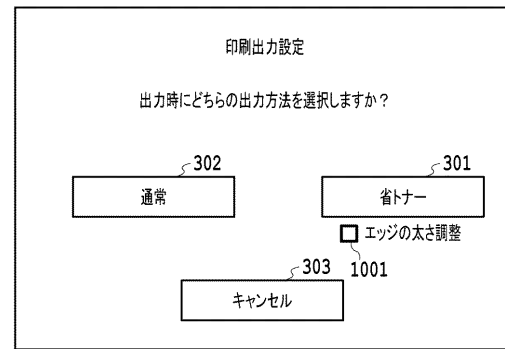 印刷出力設定
出力時にどちらの出力方法を選択しますか？
302
301
通常
省トナー
エッジの太さ調整
303
1001
キャンセル